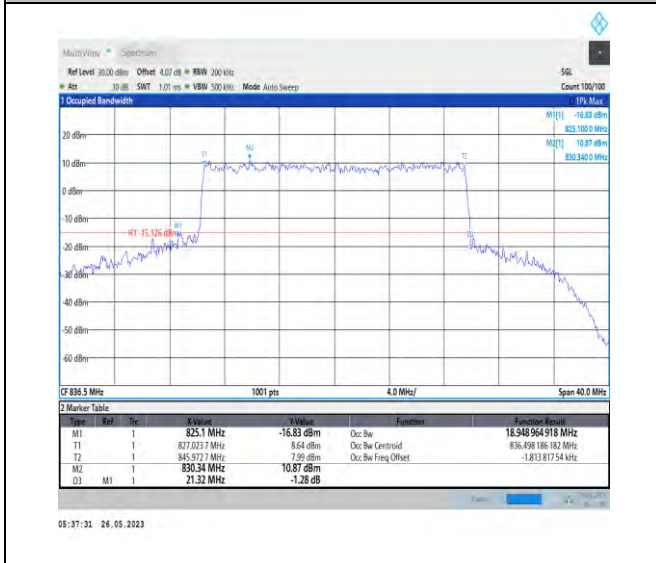 MultiView Spectrum
Ref Level 30.00 dBm Offset 4.07 dB RBW 200 kHz SGL
Att 30 dB SWT 1.01 ms VBW 500 kHz Mode Auto Sweep Count 100/100
1 Occupied Bandwidth 1Pk Max
M1[1] -16.83 dBm
825.100 0 MHz
M2[1] 10.87 dBm
830.340 0 MHz
20 dBm
T1 M2 T2
10 dBm
0 dBm
-10 dBm
M1
H1 -15.126 dBm
-20 dBm
-30 dBm
-50 dBm
-60 dBm
CF 836.5 MHz 1001 pts 4.0 MHz/ Span 40.0 MHz
2 Marker Table
Type Ref Trc X-Value Y-Value Function Function Result
M1 1 825.1 MHz -16.83 dBm Occ Bw 18.948 964 918 MHz
T1 1 827.023 7 MHz 8.64 dBm Occ Bw Centroid 836.498 186 182 MHz
T2 1 845.972 7 MHz 7.99 dBm Occ Bw Freq Offset -1.813 817 54 kHz
M2 1 830.34 MHz 10.87 dBm
D3 M1 1 21.32 MHz -1.28 dB
05:37:31 26.05.2023